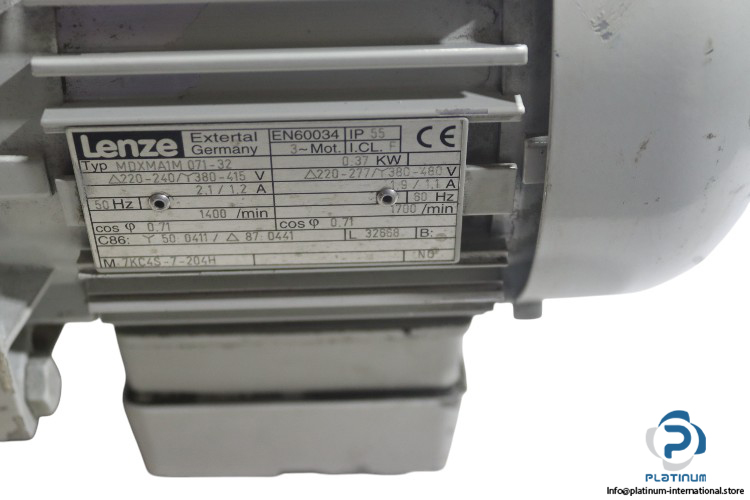 Lenze Extertal Germany EN60034 IP 55
3~Mot. I.CL. F
CE
Typ MDXMA1M 071-32 0.37 KW
△220-240/Y380-415 V △220-277/Y380-480 V
2.1 / 1.2 A 1.9 / 1.1 A
50 Hz 60 Hz
1400 /min 1700 /min
cos φ 0.71 cos φ 0.71
C86: Y 50 0411 / △ 87 0441 L 32668 B:
M 7KC4S-7-204H NO
PLATINUM
Info@platinum-international.store